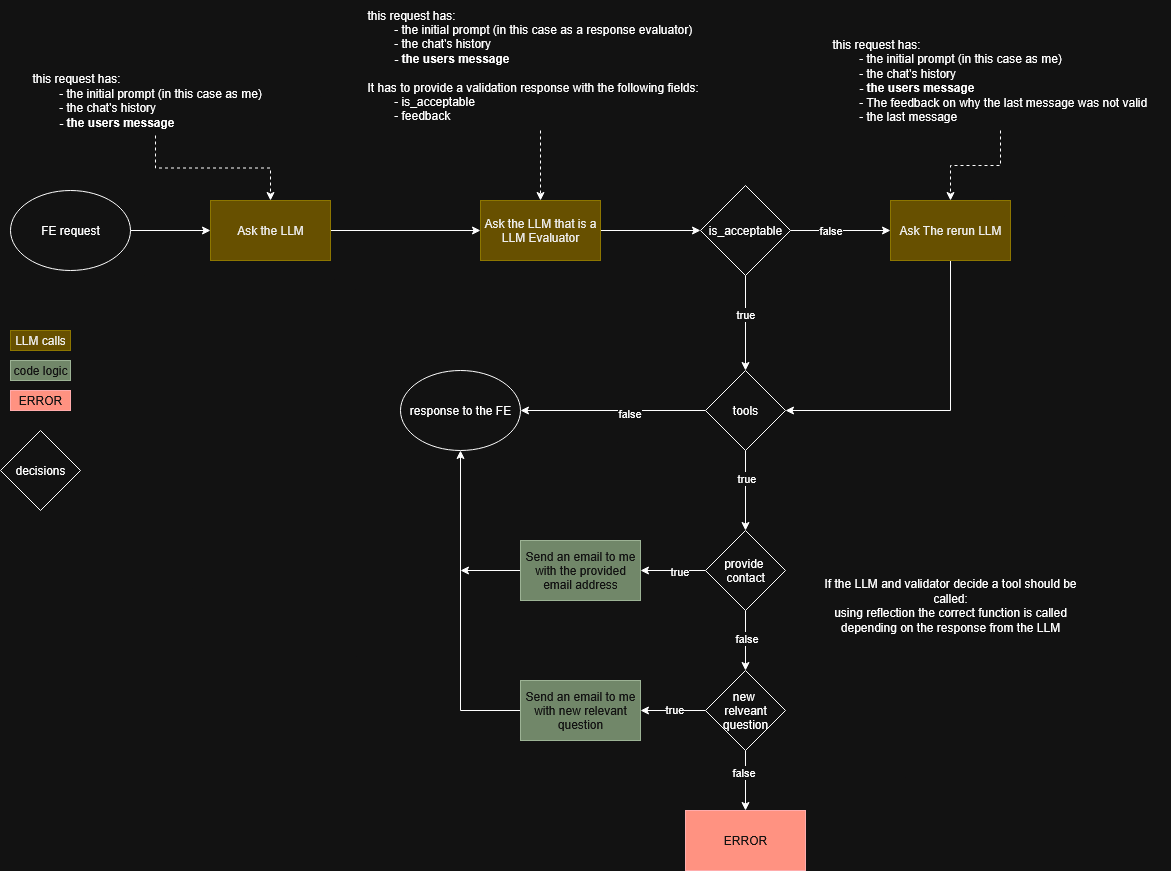 this request has:
- the initial prompt (in this case as a response evaluator)
- the chat's history
- the users message
It has to provide a validation response with the following fields:
- is_acceptable
- feedback
this request has:
- the initial prompt (in this case as me)
- the chat's history
- the users message
- The feedback on why the last message was not valid
- the last message
this request has:
- the initial prompt (in this case as me)
- the chat's history
- the users message
FE request
Ask the LLM
Ask the LLM that is a
LLM Evaluator
is_acceptable
false
Ask The rerun LLM
true
LLM calls
code logic
ERROR
decisions
response to the FE
false
tools
true
Send an email to me
with the provided
email address
true
provide
contact
If the LLM and validator decide a tool should be
called:
using reflection the correct function is called
depending on the response from the LLM
false
Send an email to me
with new relevant
question
true
new
relveant
question
false
ERROR